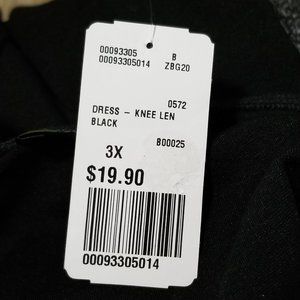 00093305 B
00093305014 ZBG20
0572
DRESS – KNEE LEN
BLACK
B00025
3X
$19.90
00093305014